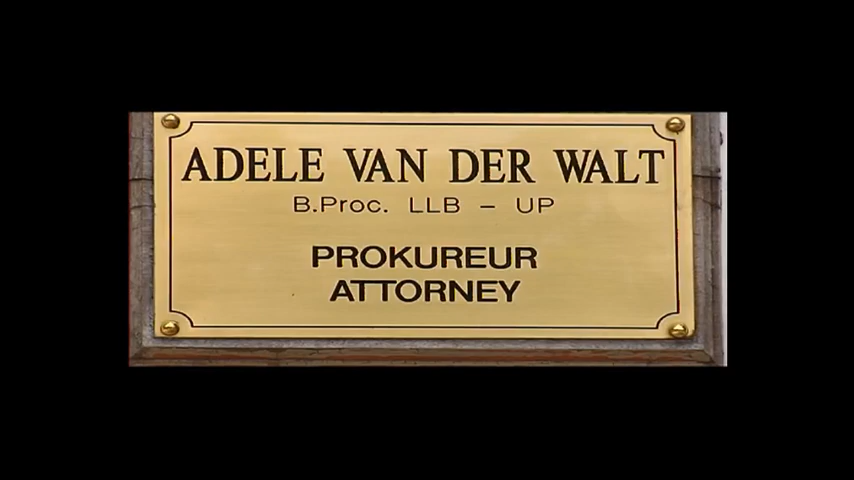 ADELE VAN DER WALT
B.Proc. LLB – UP
PROKUREUR
ATTORNEY